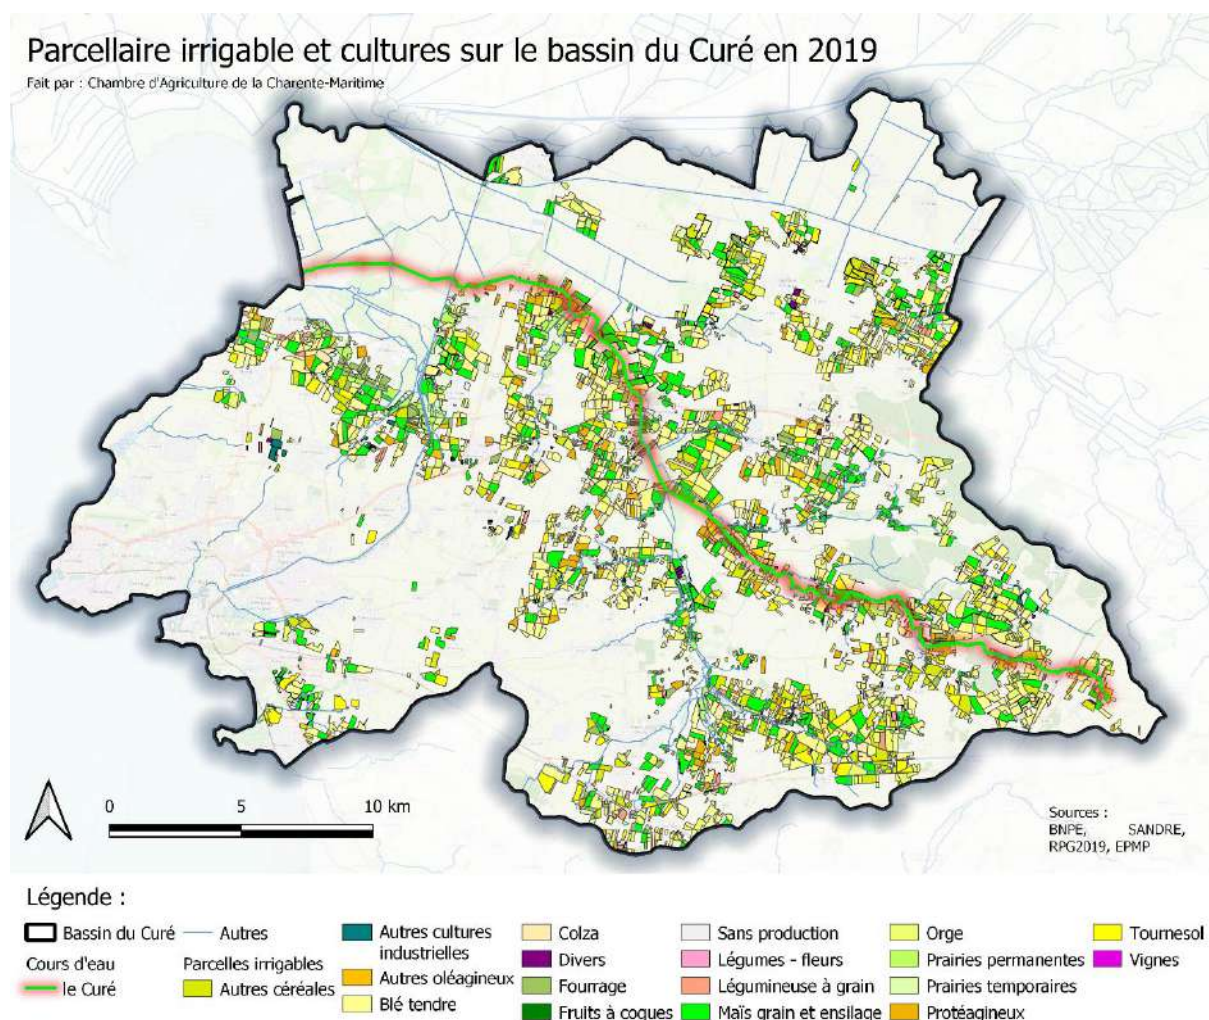 Parcellaire irrigable et cultures sur le bassin du Curé en 2019
Fait par : Chambre d'Agriculture de la Charente-Maritime
0 5 10 km
Sources :
BNPE, SANDRE,
RPG2019, EPMP
Légende :
Bassin du Curé
Cours d'eau
le Curé
Autres
Parcelles irrigables
Autres céréales
Autres cultures
industrielles
Autres oléagineux
Blé tendre
Colza
Divers
Fourrage
Fruits à coques
Sans production
Légumes - fleurs
Légumineuse à grain
Maïs grain et ensilage
Orge
Prairies permanentes
Prairies temporaires
Protéagineux
Tournesol
Vignes